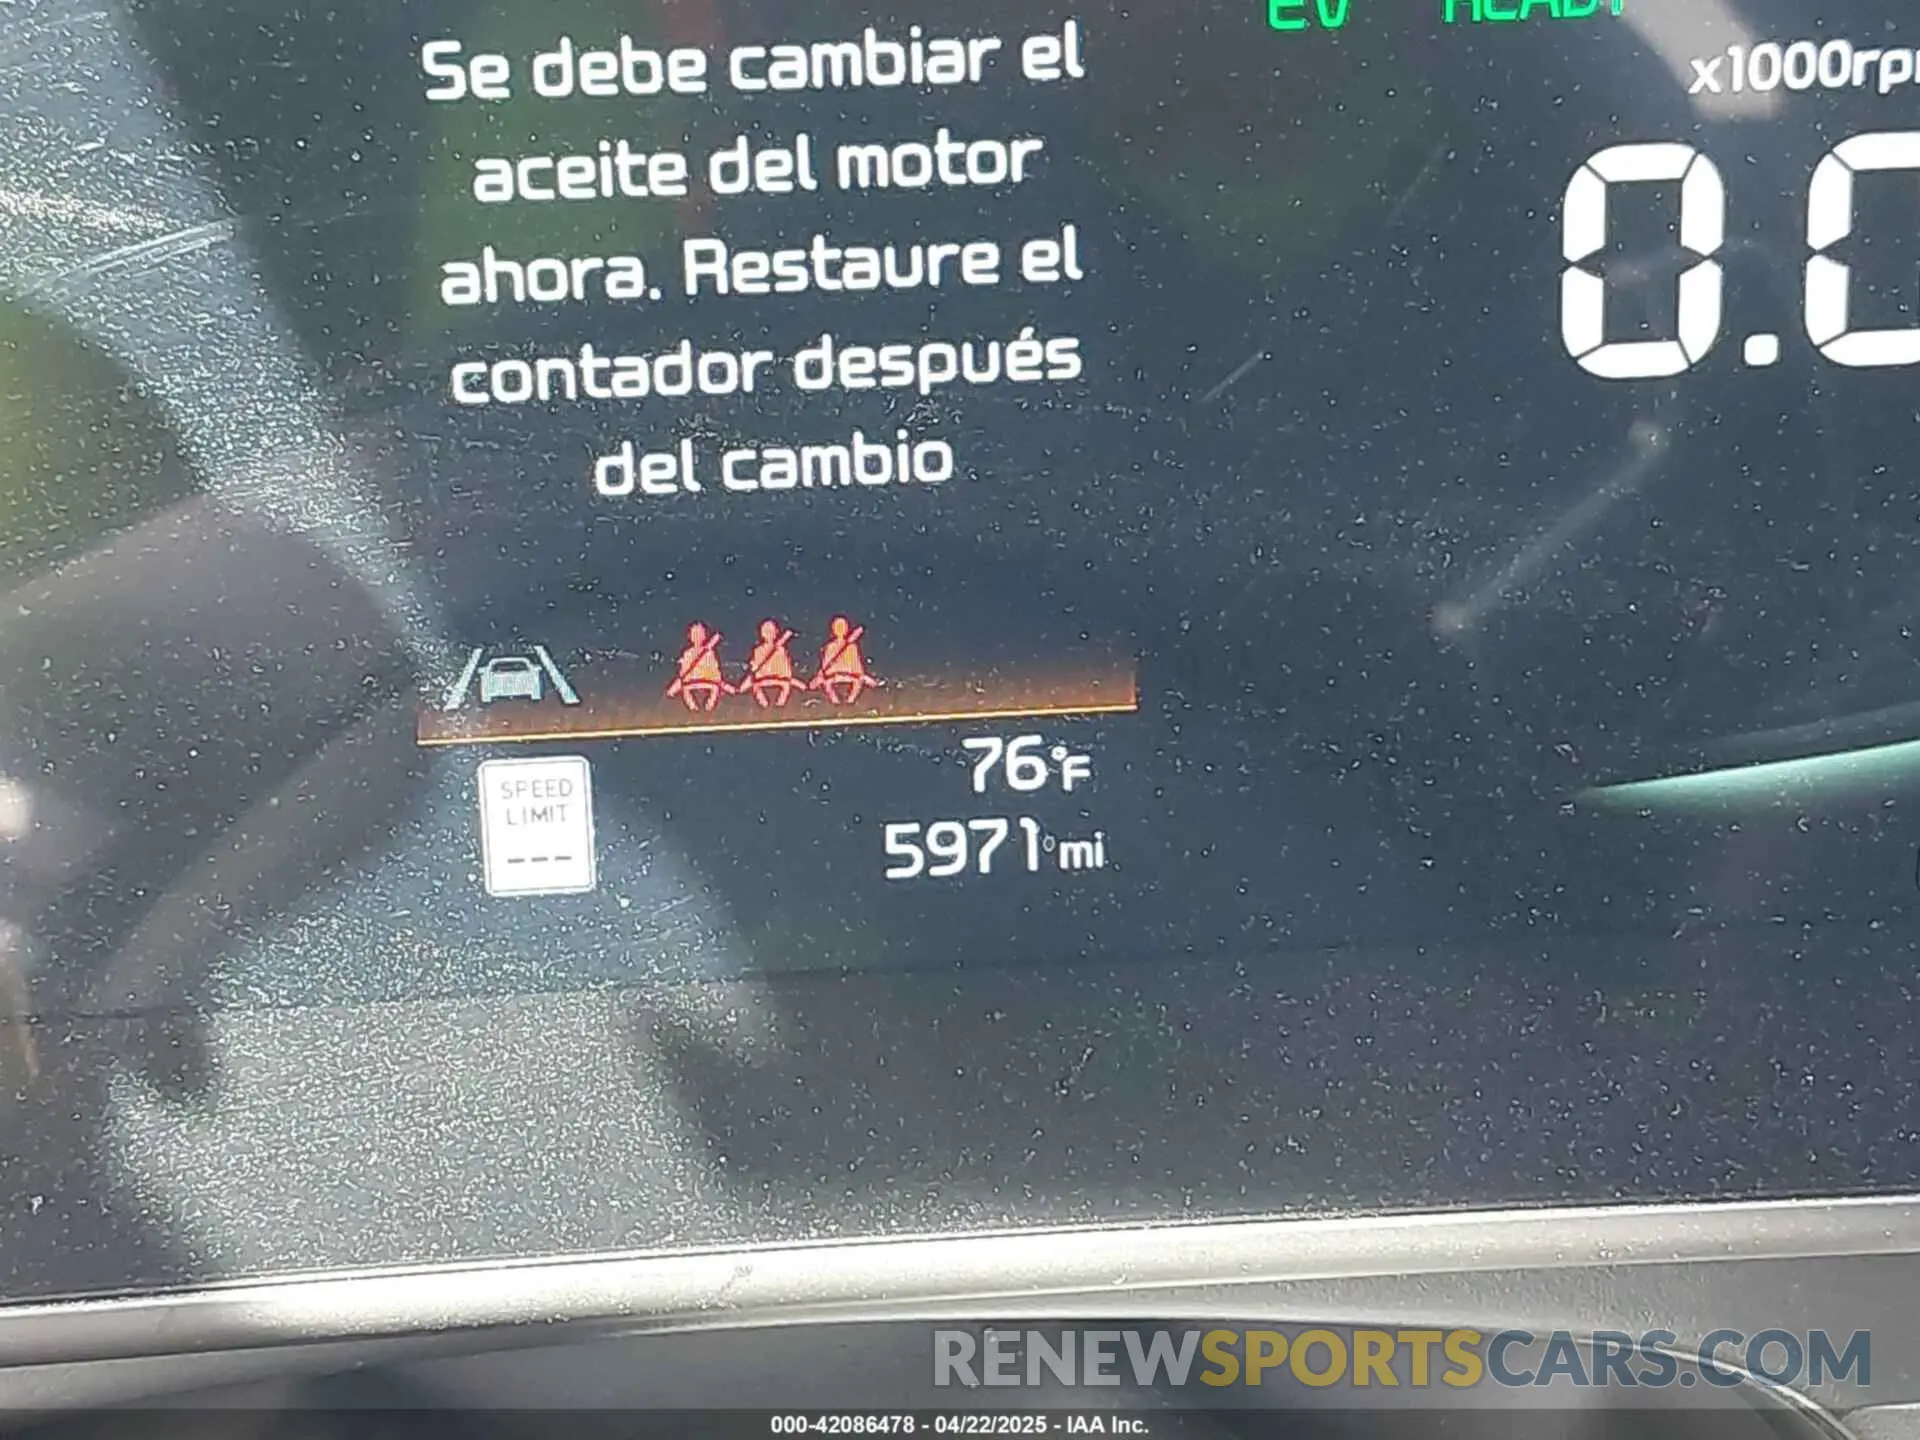 EV READY
Se debe cambiar el
aceite del motor
ahora. Restaure el
contador después
del cambio
x1000rp
0.0
76°F
SPEED
LIMIT
---
5971 mi
RENEWSPORTSCARS.COM
000-42086478 - 04/22/2025 - IAA Inc.